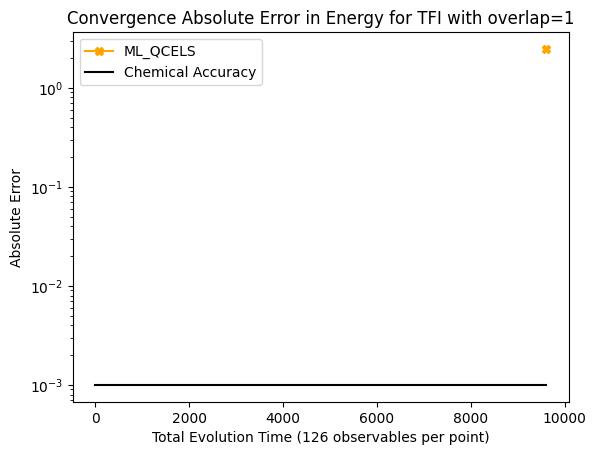 Convergence Absolute Error in Energy for TFI with overlap=1
ML_QCELS
Chemical Accuracy
Absolute Error
10⁰
10⁻¹
10⁻²
10⁻³
0 2000 4000 6000 8000 10000
Total Evolution Time (126 observables per point)